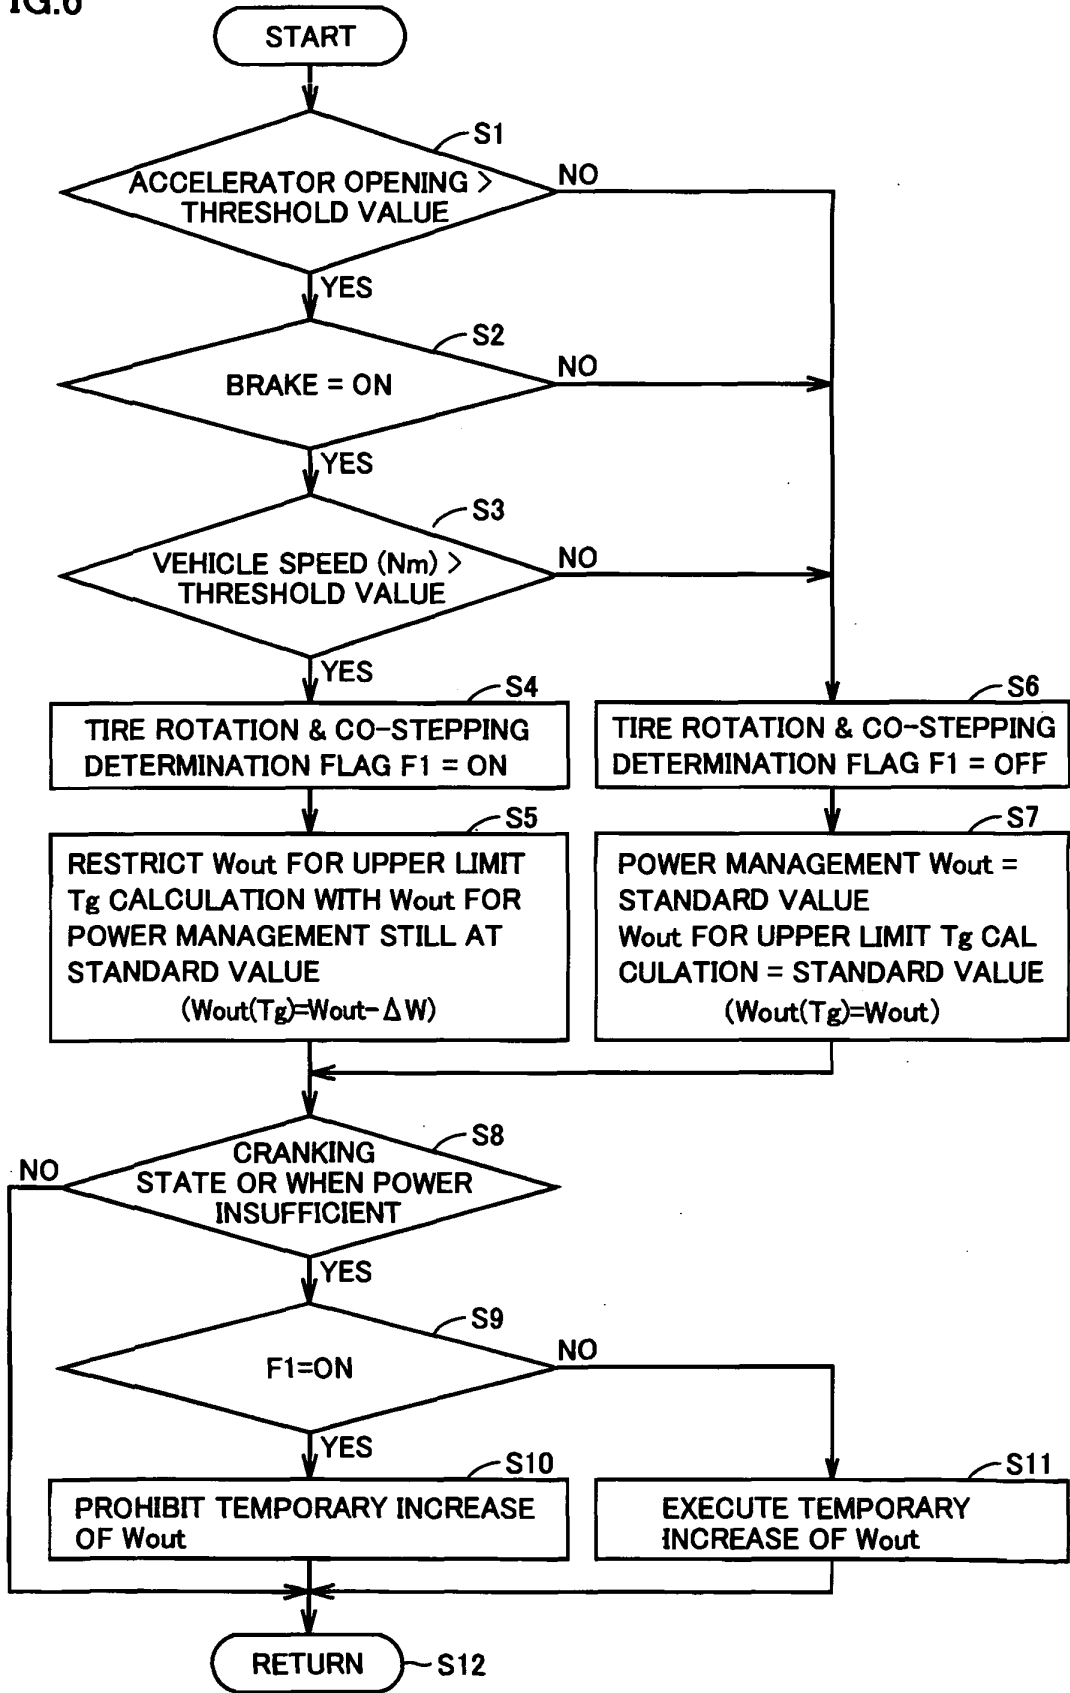 IG.6
START
S1
ACCELERATOR OPENING >
THRESHOLD VALUE
NO
YES
S2
BRAKE = ON
NO
YES
S3
VEHICLE SPEED (Nm) >
THRESHOLD VALUE
NO
YES
S4
TIRE ROTATION & CO-STEPPING
DETERMINATION FLAG F1 = ON
S6
TIRE ROTATION & CO-STEPPING
DETERMINATION FLAG F1 = OFF
S5
RESTRICT Wout FOR UPPER LIMIT
Tg CALCULATION WITH Wout FOR
POWER MANAGEMENT STILL AT
STANDARD VALUE
(Wout(Tg)=Wout-ΔW)
S7
POWER MANAGEMENT Wout =
STANDARD VALUE
Wout FOR UPPER LIMIT Tg CAL
CULATION = STANDARD VALUE
(Wout(Tg)=Wout)
S8
CRANKING
STATE OR WHEN POWER
INSUFFICIENT
NO
YES
S9
F1=ON
NO
YES
S10
PROHIBIT TEMPORARY INCREASE
OF Wout
S11
EXECUTE TEMPORARY
INCREASE OF Wout
RETURN
S12